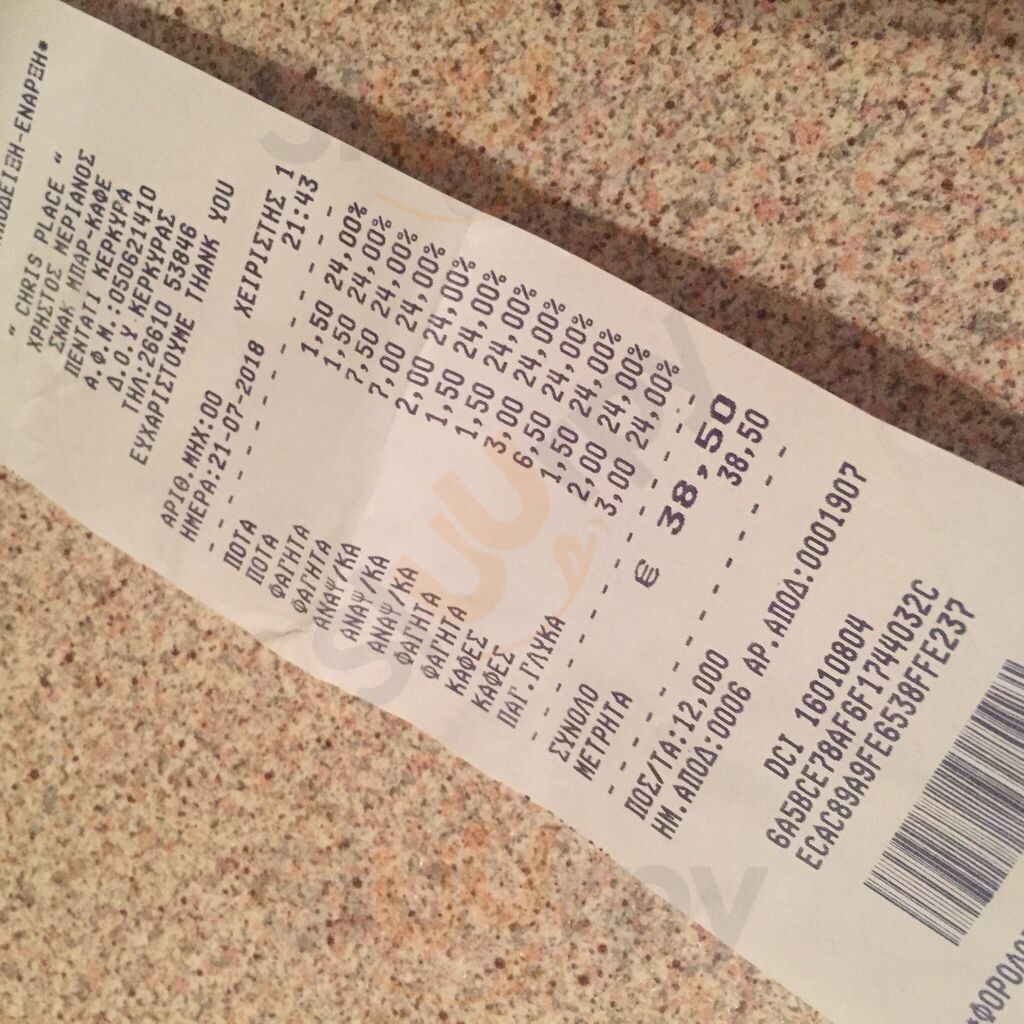 ΑΠΟΔΕΙΞΗ-ΕΝΑΡΞΗ*
" CHRIS PLACE "
ΧΡΗΣΤΟΣ ΜΕΡΙΑΝΟΣ
ΣΝΑΚ ΜΠΑΡ-ΚΑΦΕ
ΠΕΝΤΑΤΙ ΚΕΡΚΥΡΑ
Α.Φ.Μ.:050621410
Δ.Ο.Υ ΚΕΡΚΥΡΑΣ
ΤΗΛ:26610 53846
ΕΥΧΑΡΙΣΤΟΥΜΕ THANK YOU
ΑΡΙΘ.ΜΗΧ:00 ΧΕΙΡΙΣΤΗΣ 1
ΗΜΕΡΑ:21-07-2018 21:43
ΠΟΤΑ 1,50 24,00%
ΠΟΤΑ 1,50 24,00%
ΦΑΓΗΤΑ 7,50 24,00%
ΦΑΓΗΤΑ 7,00 24,00%
ΑΝΑΨ/ΚΑ 2,00 24,00%
ΑΝΑΨ/ΚΑ 1,50 24,00%
ΑΝΑΨ/ΚΑ 1,50 24,00%
ΦΑΓΗΤΑ 3,00 24,00%
ΦΑΓΗΤΑ 6,50 24,00%
ΚΑΦΕΣ 1,50 24,00%
ΚΑΦΕΣ 2,00 24,00%
ΠΑΓ.ΓΛΥΚΑ 3,00 24,00%
ΣΥΝΟΛΟ € 38,50
ΜΕΤΡΗΤΑ 38,50
ΠΟΣ/ΤΑ:12,000
ΗΜ.ΑΠΟΔ:0006 ΑΡ.ΑΠΟΔ:0001907
DCI 16010804
6A5BCE78AF6F1744032C
ECAC89A9FE6538FFE237